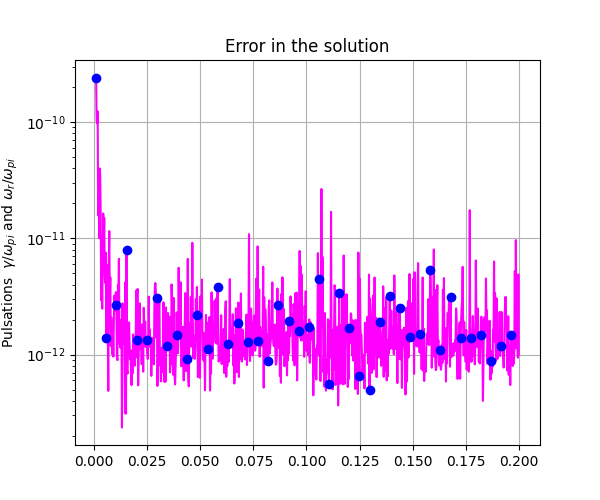 Error in the solution
Pulsations γ/ω_pi and ω_r/ω_pi
10⁻¹⁰
10⁻¹¹
10⁻¹²
0.000 0.025 0.050 0.075 0.100 0.125 0.150 0.175 0.200